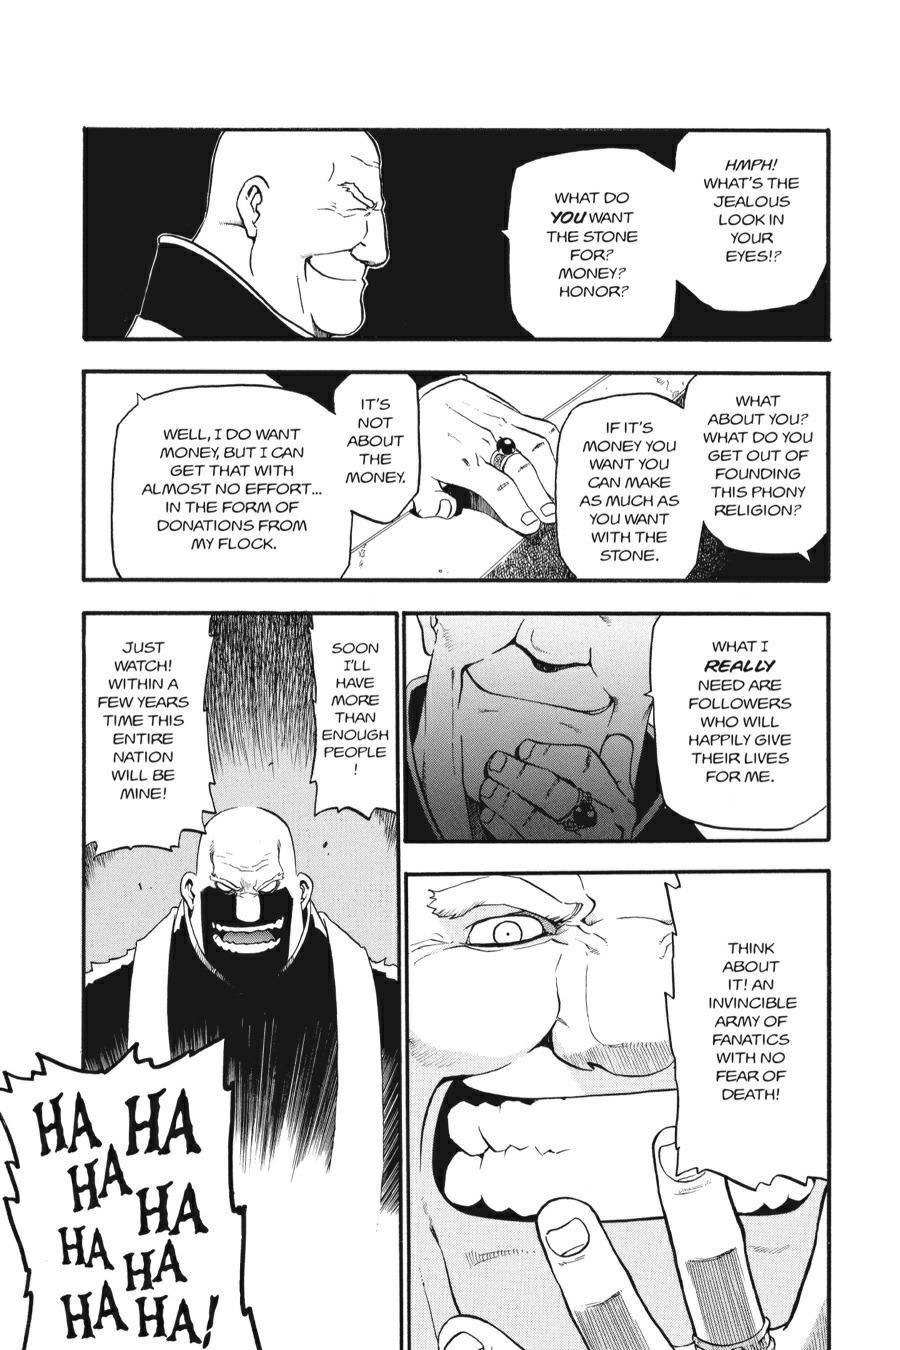 HMPH!
WHAT'S THE
JEALOUS
LOOK IN
YOUR
EYES!?
WHAT DO
YOU WANT
THE STONE
FOR?
MONEY?
HONOR?
WHAT
ABOUT YOU?
WHAT DO YOU
GET OUT OF
FOUNDING
THIS PHONY
RELIGION?
IF IT'S
MONEY YOU
WANT YOU
CAN MAKE
AS MUCH AS
YOU WANT
WITH THE
STONE.
IT'S
NOT
ABOUT
THE
MONEY.
WELL, I DO WANT
MONEY, BUT I CAN
GET THAT WITH
ALMOST NO EFFORT...
IN THE FORM OF
DONATIONS FROM
MY FLOCK.
WHAT I
REALLY
NEED ARE
FOLLOWERS
WHO WILL
HAPPILY GIVE
THEIR LIVES
FOR ME.
THINK
ABOUT
IT! AN
INVINCIBLE
ARMY OF
FANATICS
WITH NO
FEAR OF
DEATH!
SOON
I'LL
HAVE
MORE
THAN
ENOUGH
PEOPLE
!
JUST
WATCH!
WITHIN A
FEW YEARS
TIME THIS
ENTIRE
NATION
WILL BE
MINE!
HA HA
HA HA
HA HA
HA HA!